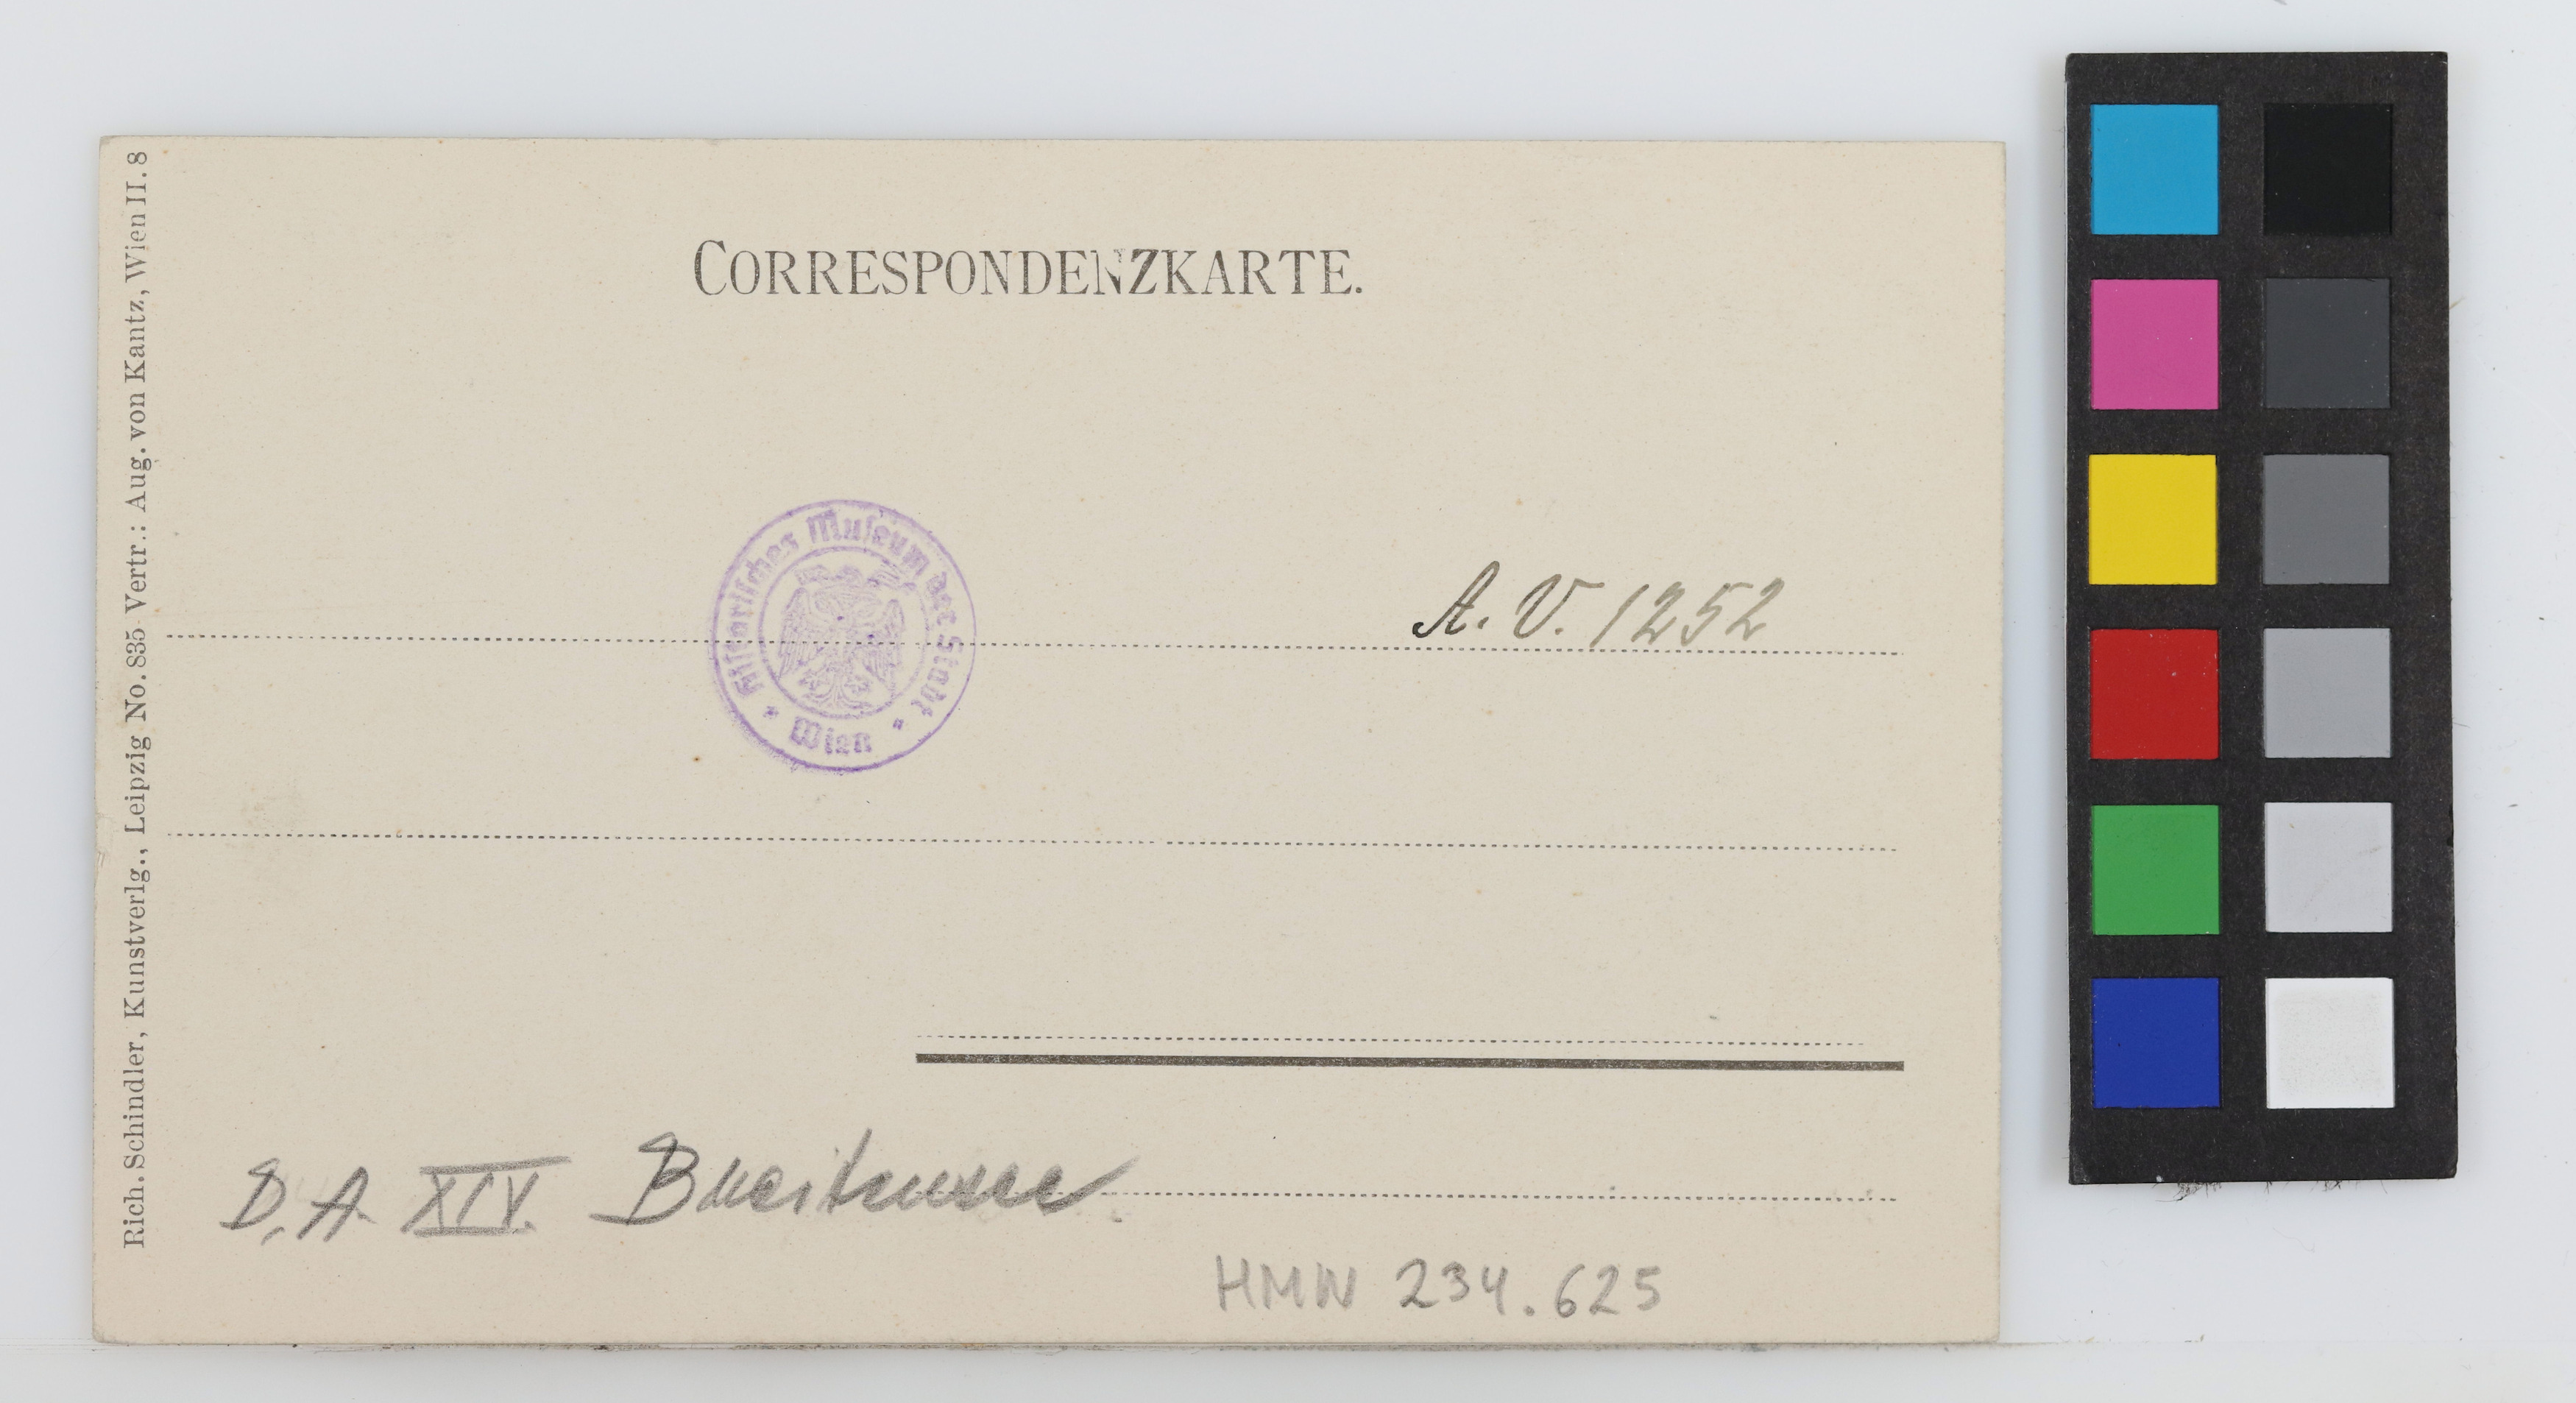 CORRESPONDENZKARTE.
Rich. Schindler, Kunstverlg., Leipzig No. 835 Vertr.: Aug. von Kantz, Wien II. 8
Historisches Museum der Stadt
* Wien *
A. V. 1252
D. A. XIV. Breitensee
HMW 234.625